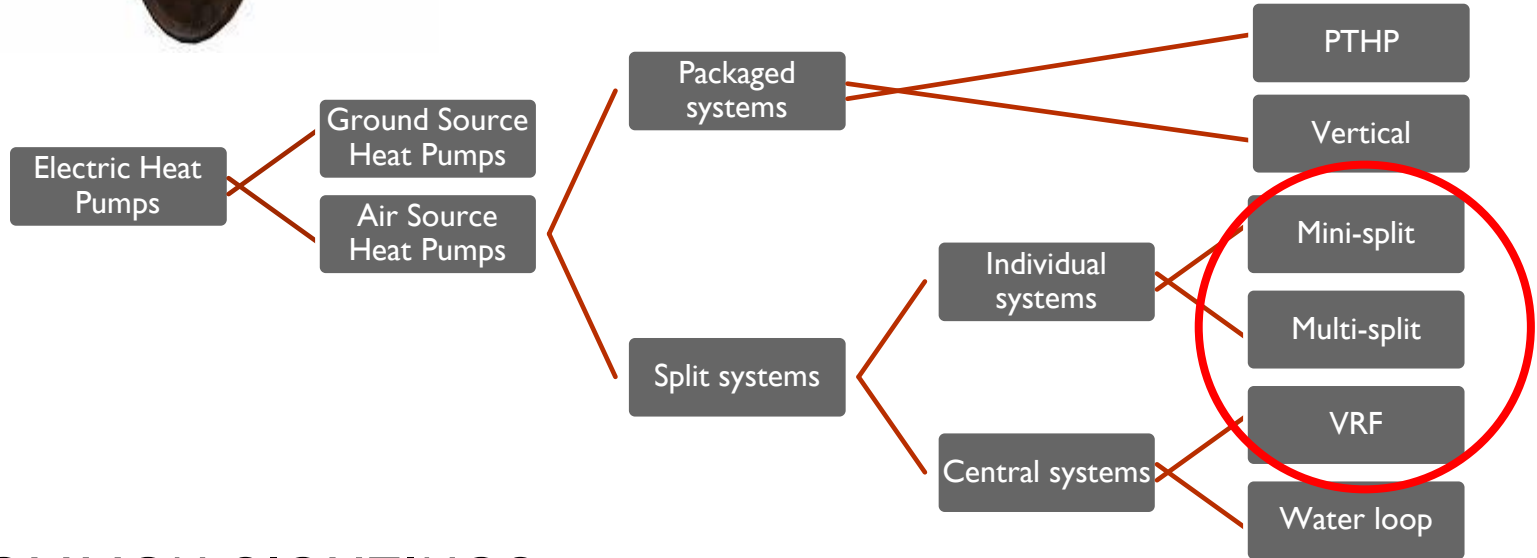 PTHP
Packaged
systems
Ground Source
Heat Pumps
Vertical
Electric Heat
Pumps
Air Source
Heat Pumps
Mini-split
Individual
systems
Multi-split
Split systems
VRF
Central systems
Water loop